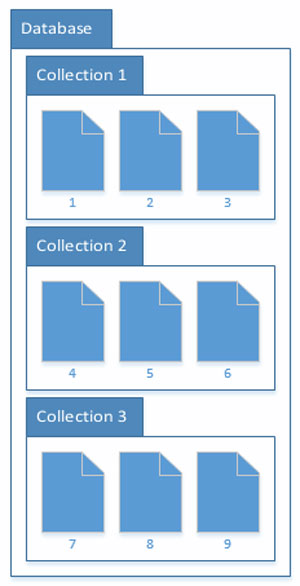 Database
Collection 1
1 2 3
Collection 2
4 5 6
Collection 3
7 8 9